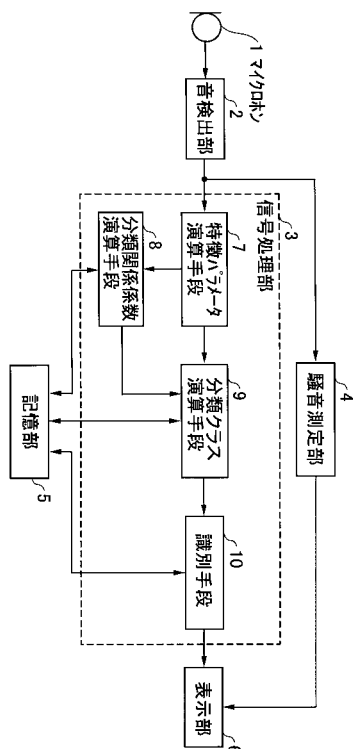 1 マイクロホン
2
音検出部
3
信号処理部
4
騒音測定部
7
特徴パラメータ
演算手段
8
分類関係係数
演算手段
9
分類クラス
演算手段
10
識別手段
5
記憶部
6
表示部